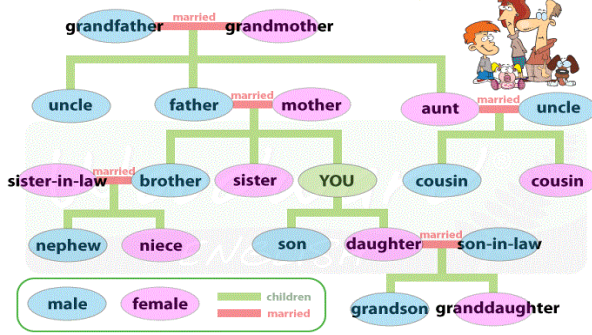 grandfather married grandmother
uncle father married mother aunt married uncle
sister-in-law married brother sister YOU cousin cousin
nephew niece son daughter married son-in-law
male female children
married
grandson granddaughter